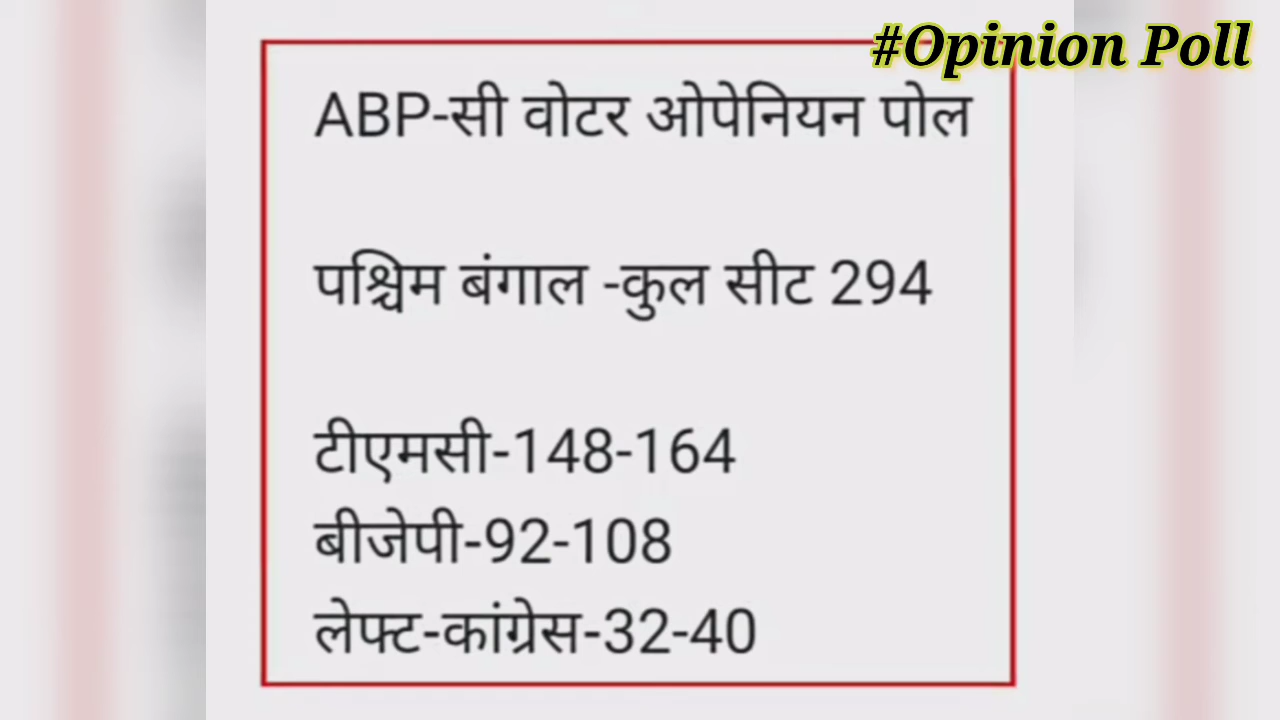 #Opinion Poll
ABP-सी वोटर ओपेनियन पोल
पश्चिम बंगाल -कुल सीट 294
टीएमसी-148-164
बीजेपी-92-108
लेफ्ट-कांग्रेस-32-40